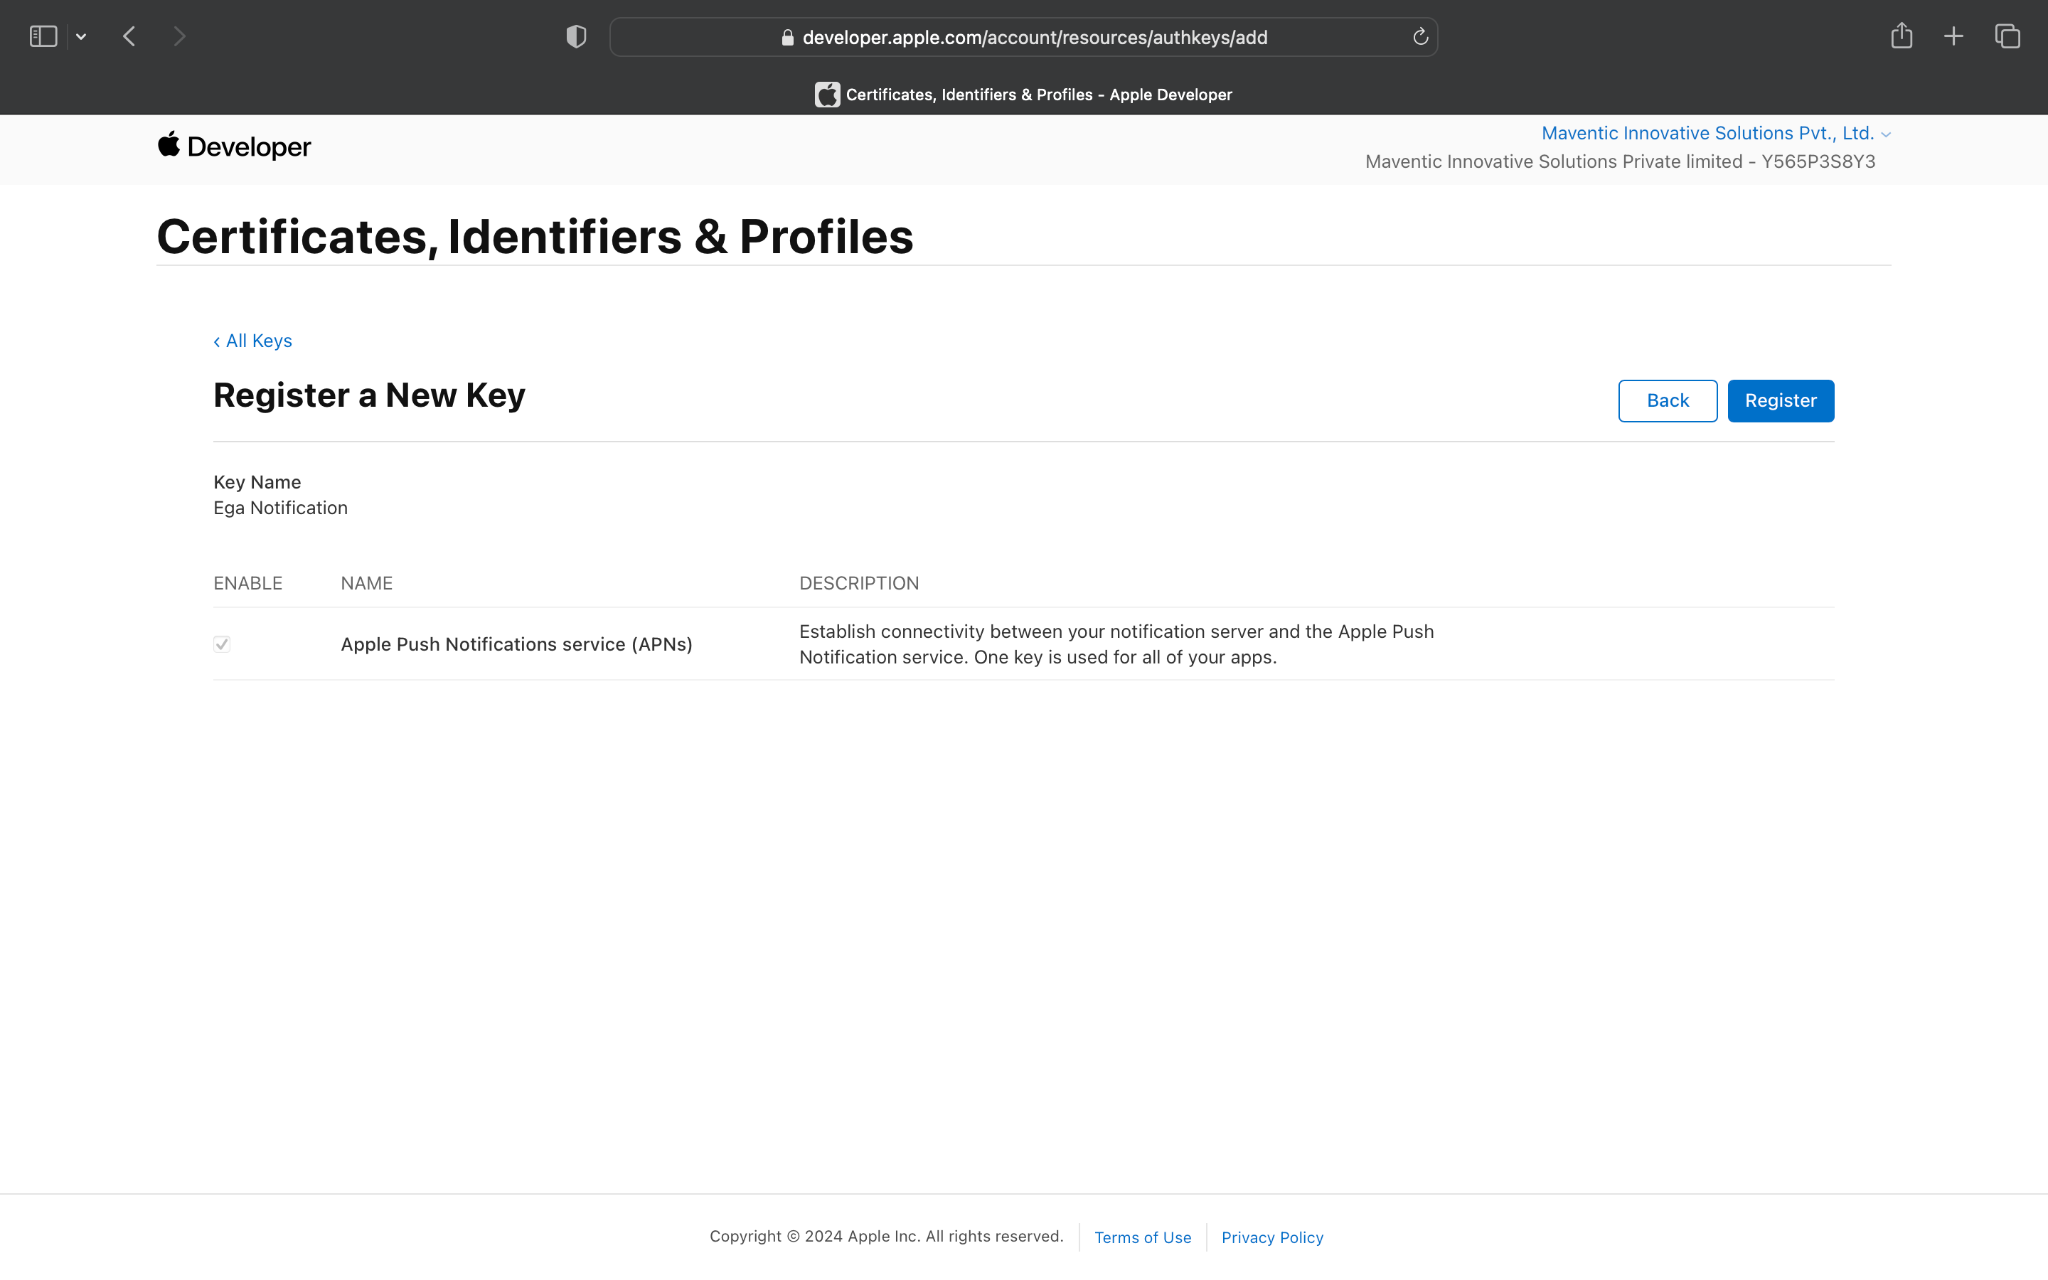 developer.apple.com/account/resources/authkeys/add
Certificates, Identifiers & Profiles - Apple Developer
Developer
Maventic Innovative Solutions Pvt., Ltd.
Maventic Innovative Solutions Private limited - Y565P3S8Y3
Certificates, Identifiers & Profiles
‹ All Keys
Register a New Key
Back
Register
Key Name
Ega Notification
ENABLE NAME DESCRIPTION
Apple Push Notifications service (APNs)
Establish connectivity between your notification server and the Apple Push
Notification service. One key is used for all of your apps.
Copyright © 2024 Apple Inc. All rights reserved. Terms of Use Privacy Policy